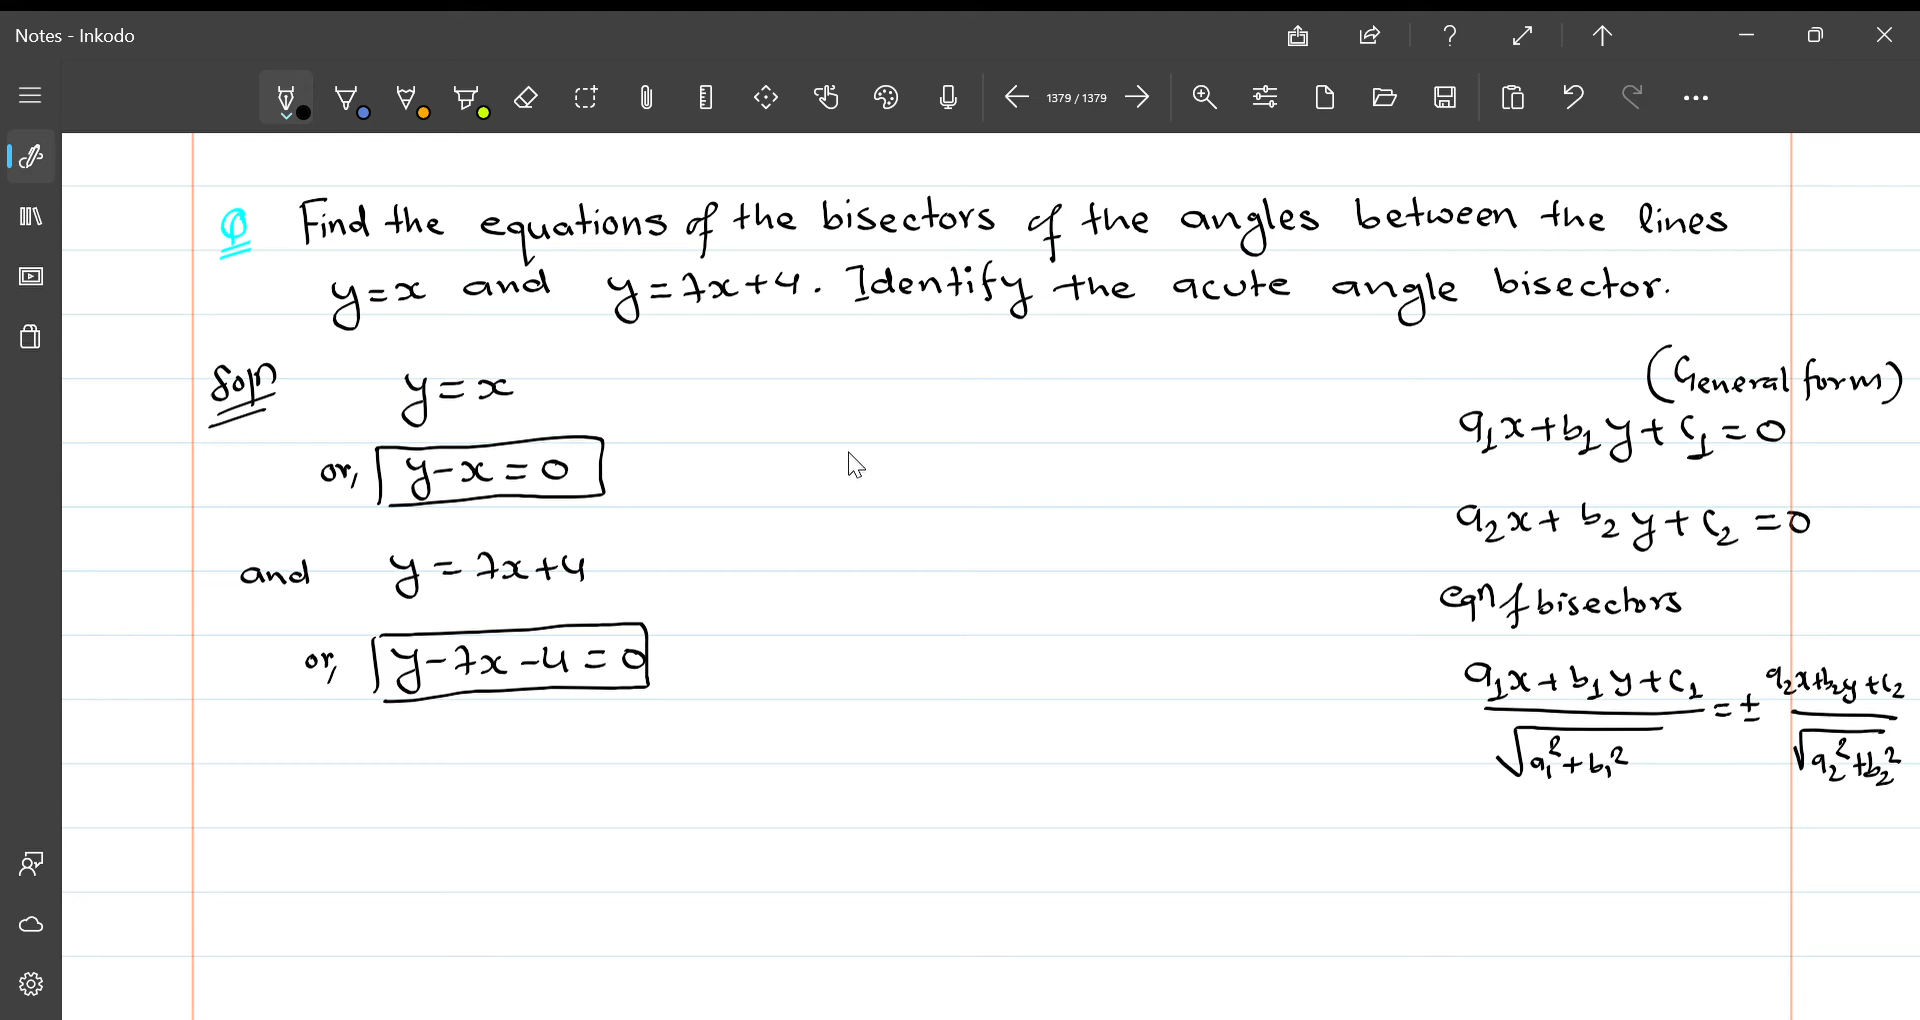 Notes - Inkodo
1379 / 1379
Q Find the equations of the bisectors of the angles between the lines
y=x and y=7x+4. Identify the acute angle bisector.
Soln y=x
or, y-x=0
and y=7x+4
or, y-7x-4=0
(General form)
a₁x+b₁y+c₁=0
a₂x+b₂y+c₂=0
eqn of bisectors
(a₁x+b₁y+c₁)/√(a₁²+b₁²) = ± (a₂x+b₂y+c₂)/√(a₂²+b₂²)